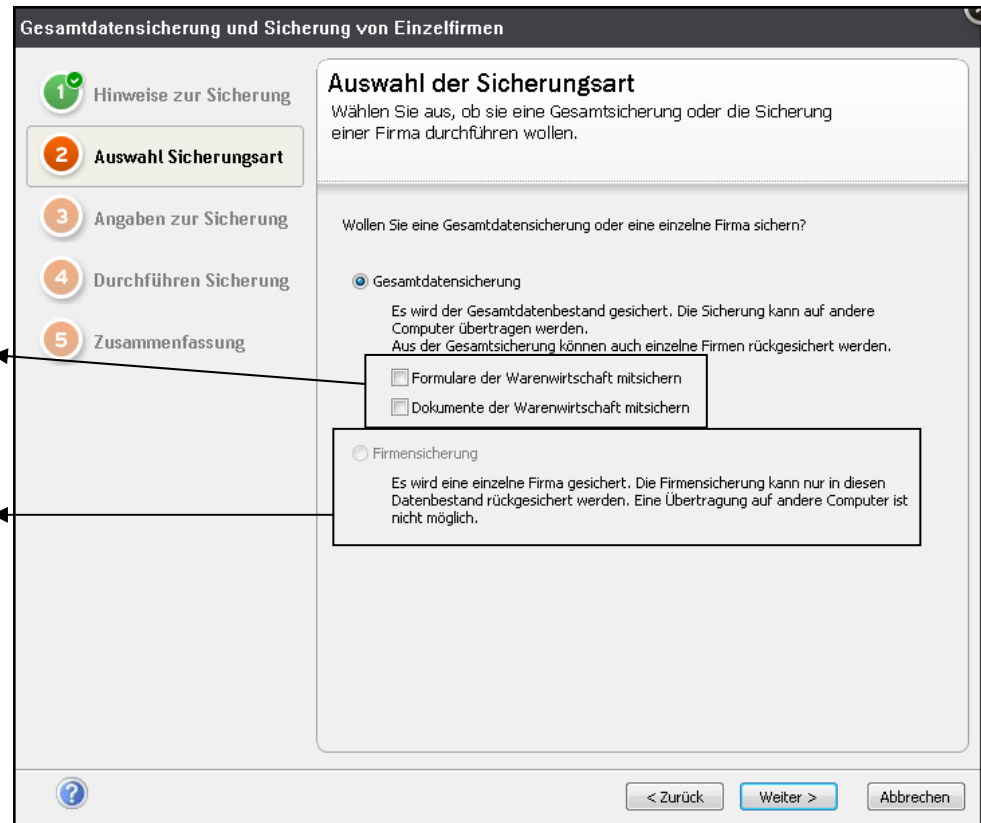 Gesamtdatensicherung und Sicherung von Einzelfirmen
1 Hinweise zur Sicherung
2 Auswahl Sicherungsart
3 Angaben zur Sicherung
4 Durchführen Sicherung
5 Zusammenfassung
Auswahl der Sicherungsart
Wählen Sie aus, ob sie eine Gesamtsicherung oder die Sicherung
einer Firma durchführen wollen.
Wollen Sie eine Gesamtdatensicherung oder eine einzelne Firma sichern?
Gesamtdatensicherung
Es wird der Gesamtdatenbestand gesichert. Die Sicherung kann auf andere
Computer übertragen werden.
Aus der Gesamtsicherung können auch einzelne Firmen rückgesichert werden.
Formulare der Warenwirtschaft mitsichern
Dokumente der Warenwirtschaft mitsichern
Firmensicherung
Es wird eine einzelne Firma gesichert. Die Firmensicherung kann nur in diesen
Datenbestand rückgesichert werden. Eine Übertragung auf andere Computer ist
nicht möglich.
?
< Zurück
Weiter >
Abbrechen